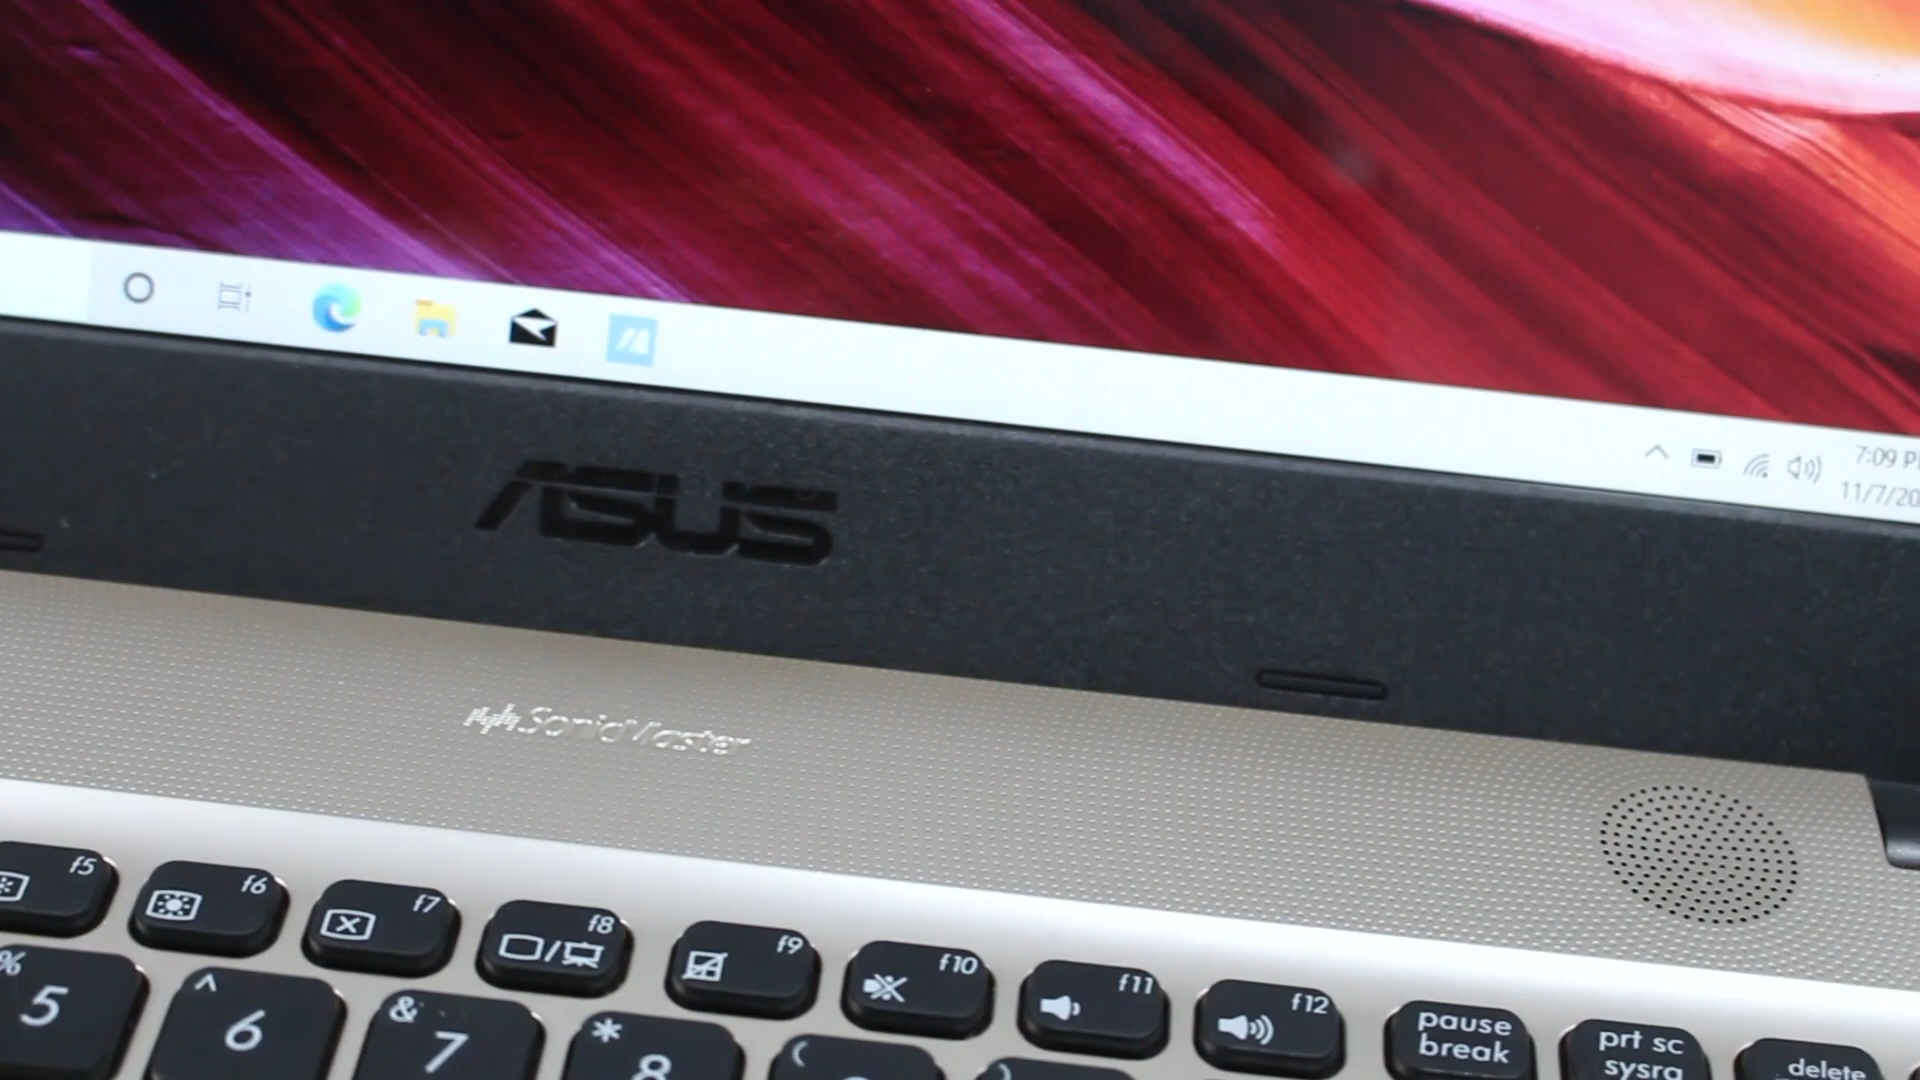 7:09 P
11/7/20
ASUS
SonicMaster
f5
f6
f7
f8
f9
f10
f11
f12
pause
break
prt sc
sysrq
delete
%
5
^
6
&
7
*
8
(
)